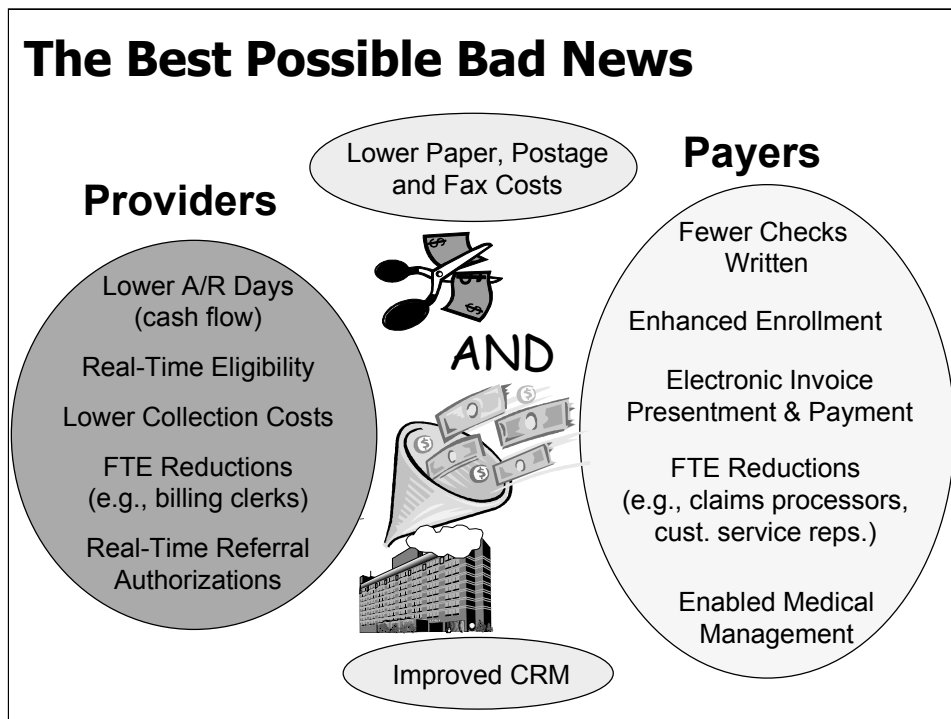 The Best Possible Bad News
Lower Paper, Postage
and Fax Costs
Providers
Lower A/R Days
(cash flow)
Real-Time Eligibility
Lower Collection Costs
FTE Reductions
(e.g., billing clerks)
Real-Time Referral
Authorizations
AND
Improved CRM
Payers
Fewer Checks
Written
Enhanced Enrollment
Electronic Invoice
Presentment & Payment
FTE Reductions
(e.g., claims processors,
cust. service reps.)
Enabled Medical
Management